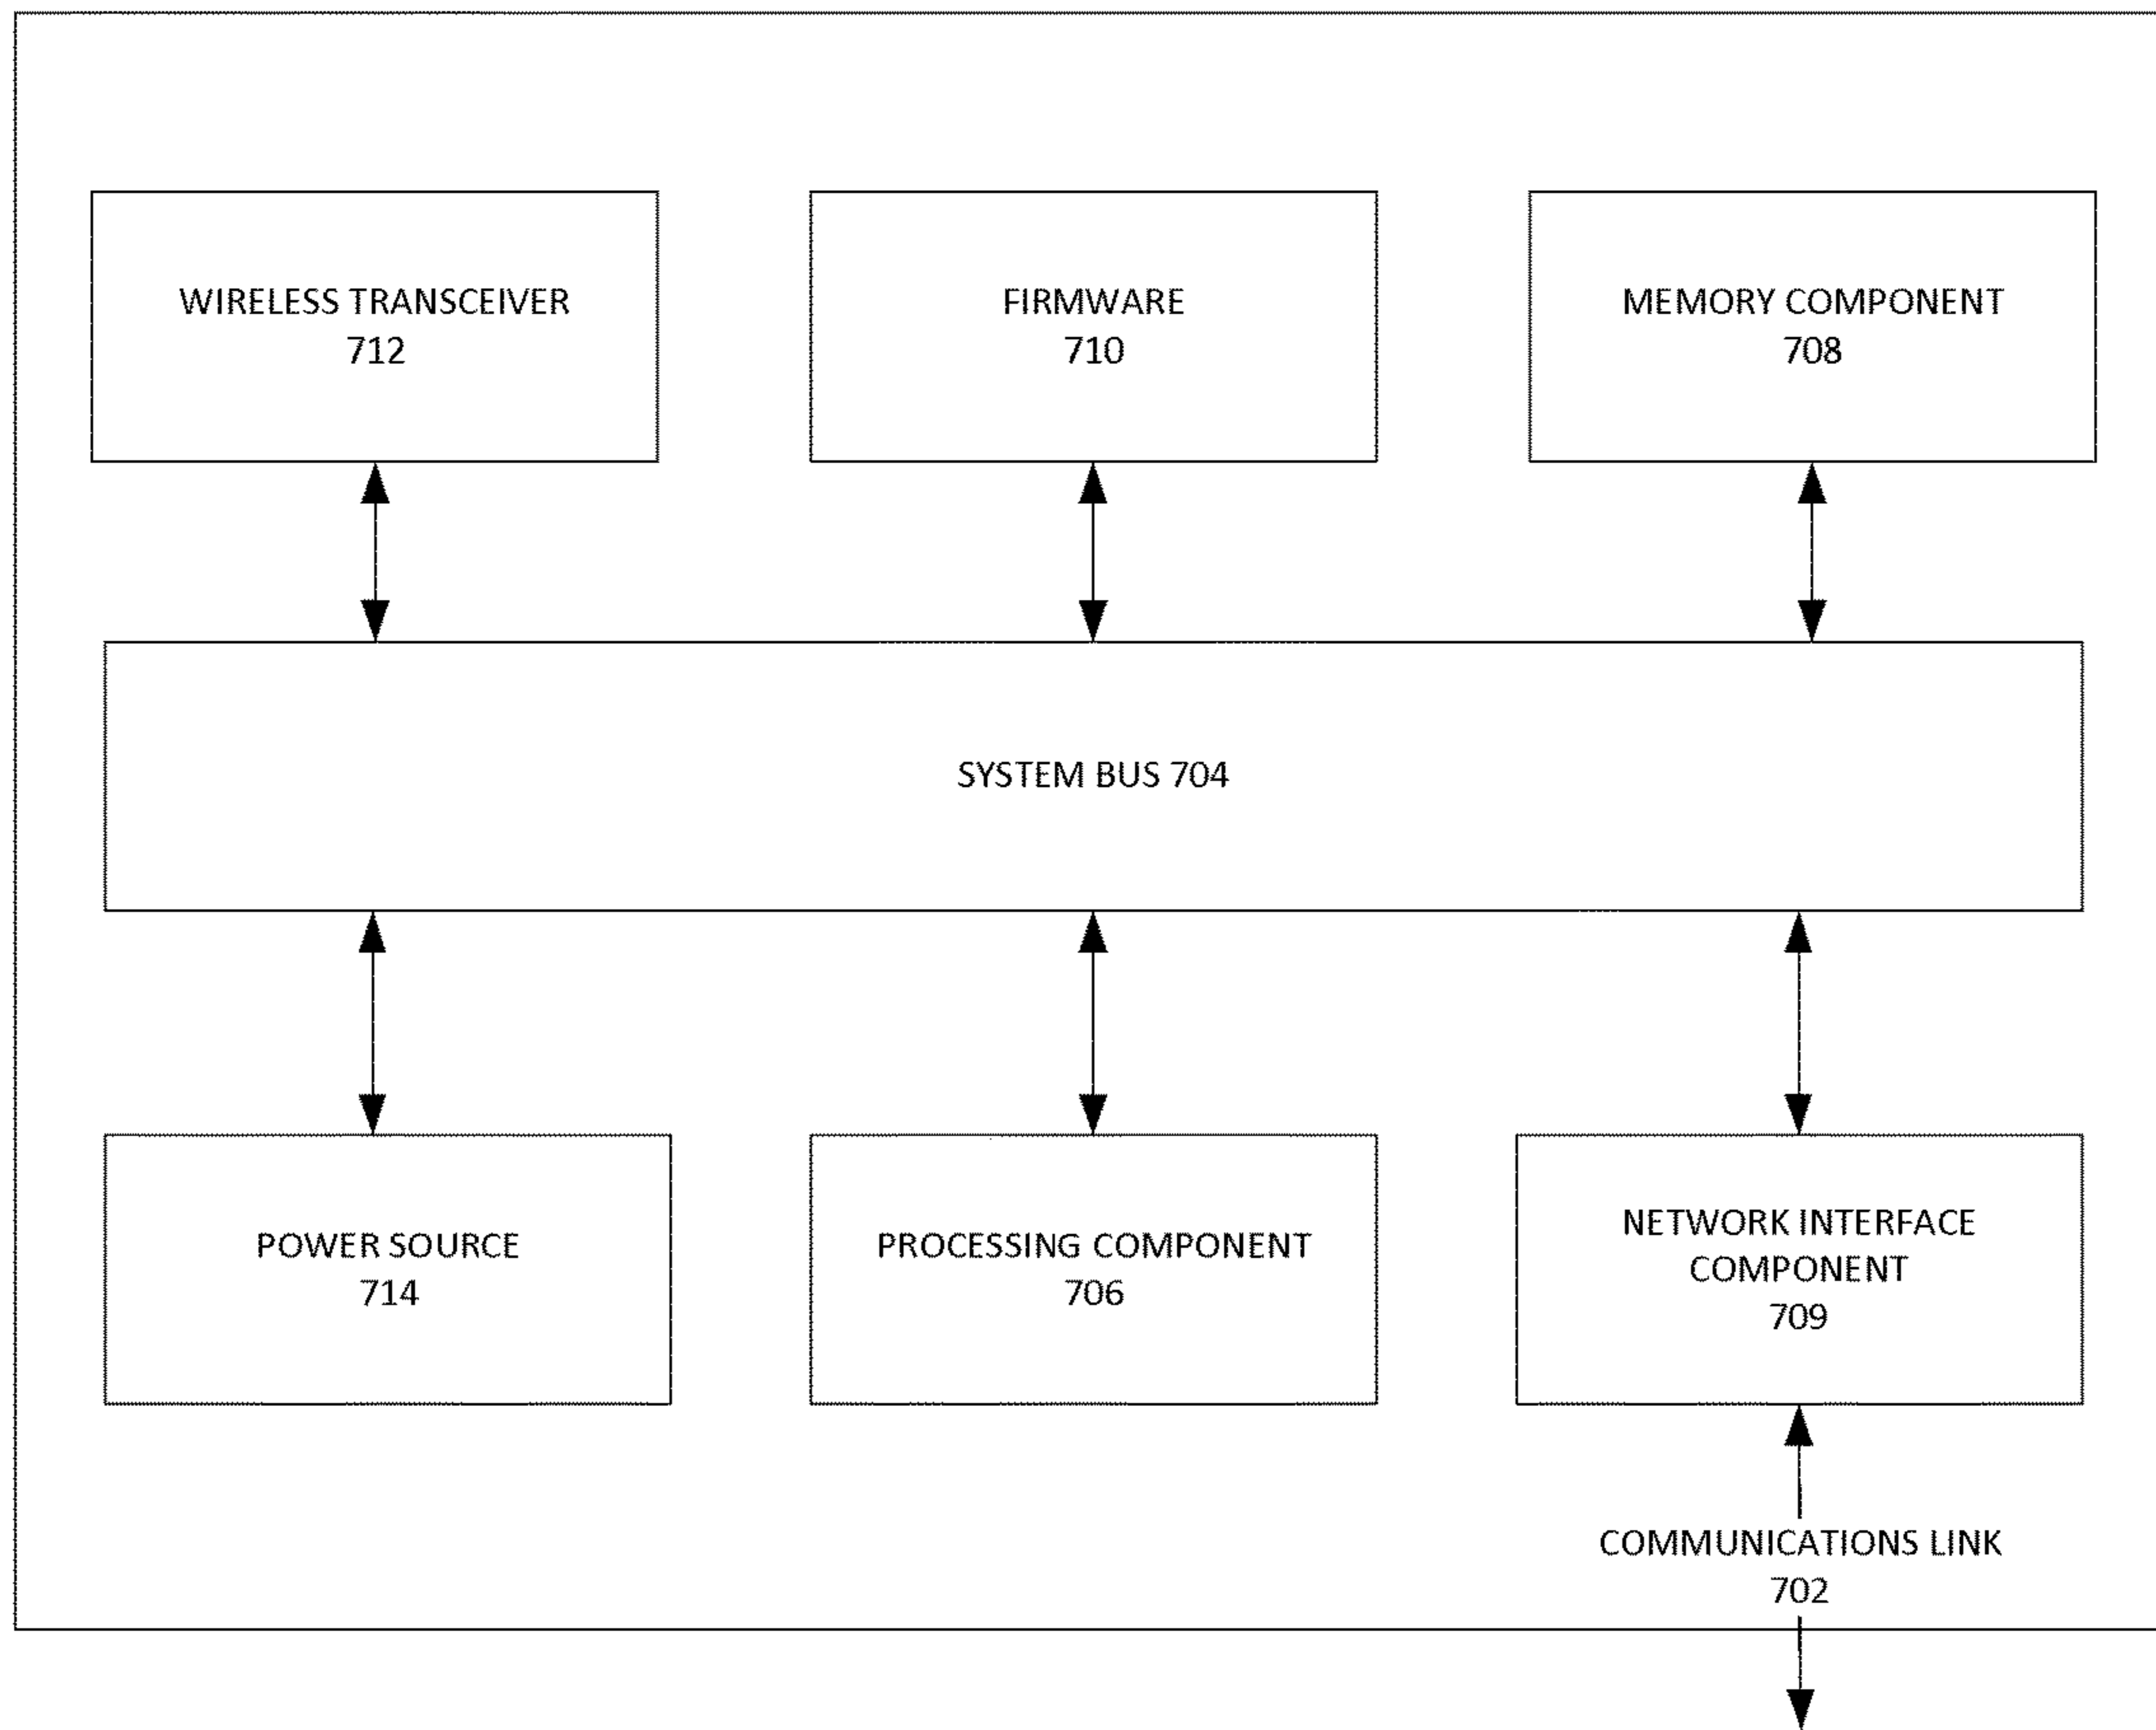 WIRELESS TRANSCEIVER
712
FIRMWARE
710
MEMORY COMPONENT
708
SYSTEM BUS 704
POWER SOURCE
714
PROCESSING COMPONENT
706
NETWORK INTERFACE
COMPONENT
709
COMMUNICATIONS LINK
702